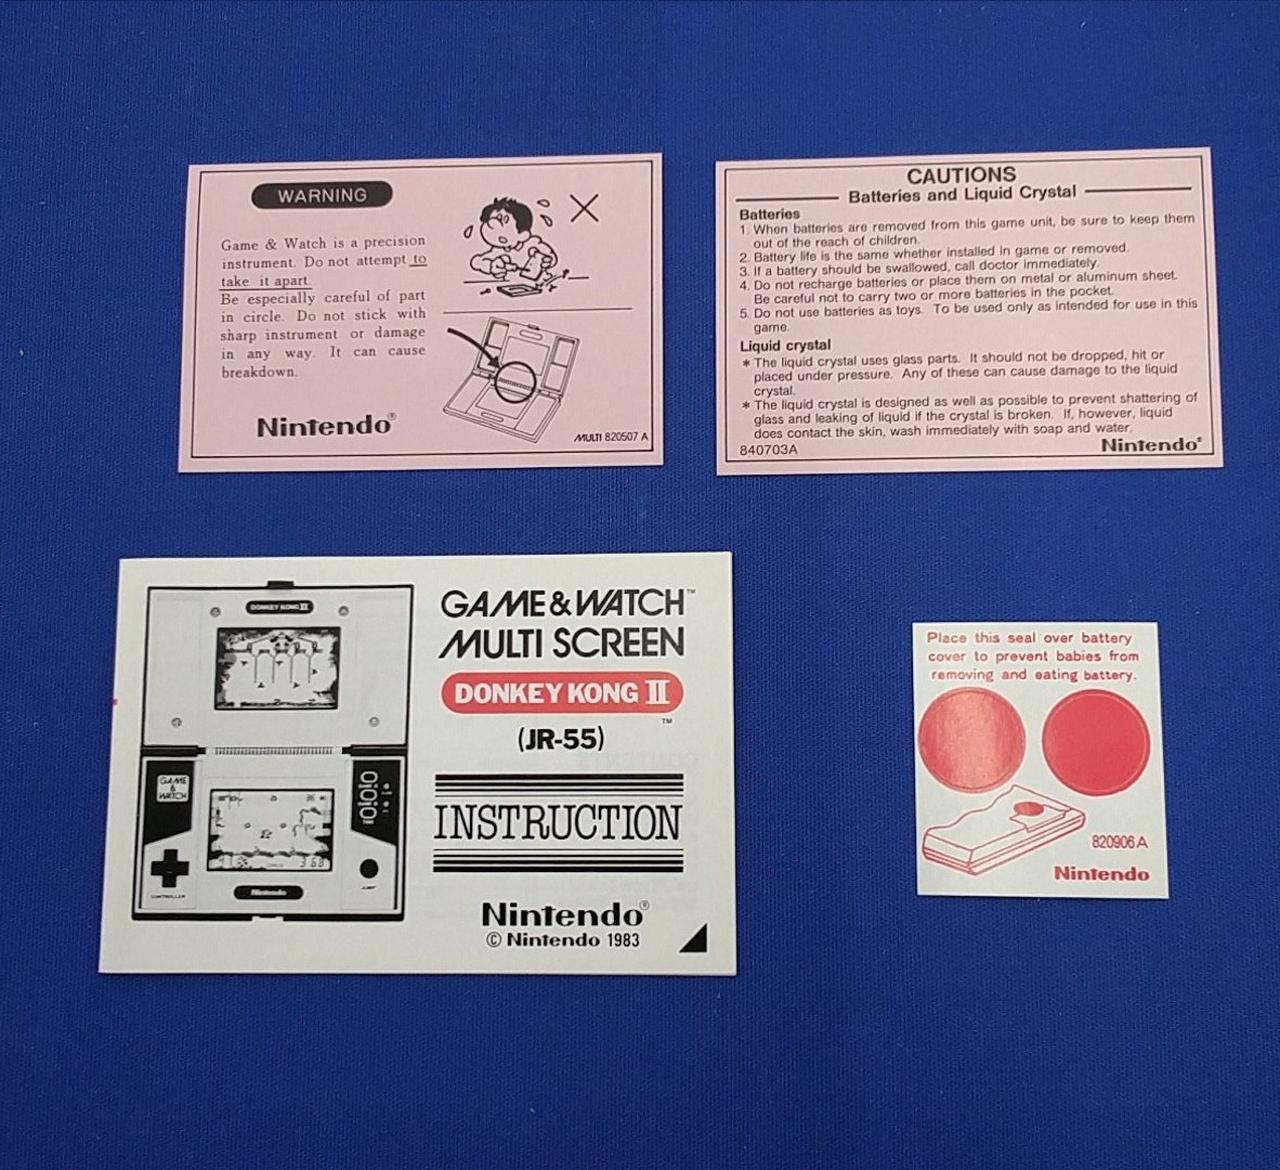 WARNING
Game & Watch is a precision
instrument. Do not attempt to
take it apart.
Be especially careful of part
in circle. Do not stick with
sharp instrument or damage
in any way. It can cause
breakdown.
Nintendo®
MULTI 820507 A
CAUTIONS
Batteries and Liquid Crystal
Batteries
1. When batteries are removed from this game unit, be sure to keep them
out of the reach of children.
2. Battery life is the same whether installed in game or removed.
3. If a battery should be swallowed, call doctor immediately.
4. Do not recharge batteries or place them on metal or aluminum sheet.
Be careful not to carry two or more batteries in the pocket.
5. Do not use batteries as toys. To be used only as intended for use in this
game.
Liquid crystal
* The liquid crystal uses glass parts. It should not be dropped, hit or
placed under pressure. Any of these can cause damage to the liquid
crystal.
* The liquid crystal is designed as well as possible to prevent shattering of
glass and leaking of liquid if the crystal is broken. If, however, liquid
does contact the skin, wash immediately with soap and water.
840703A
Nintendo®
DONKEY KONG II
GAME & WATCH
CONTROLLER
Nintendo
JUMP
GAME & WATCH™
MULTI SCREEN
DONKEY KONG II
™
(JR-55)
INSTRUCTION
Nintendo®
© Nintendo 1983
Place this seal over battery
cover to prevent babies from
removing and eating battery.
820906A
Nintendo